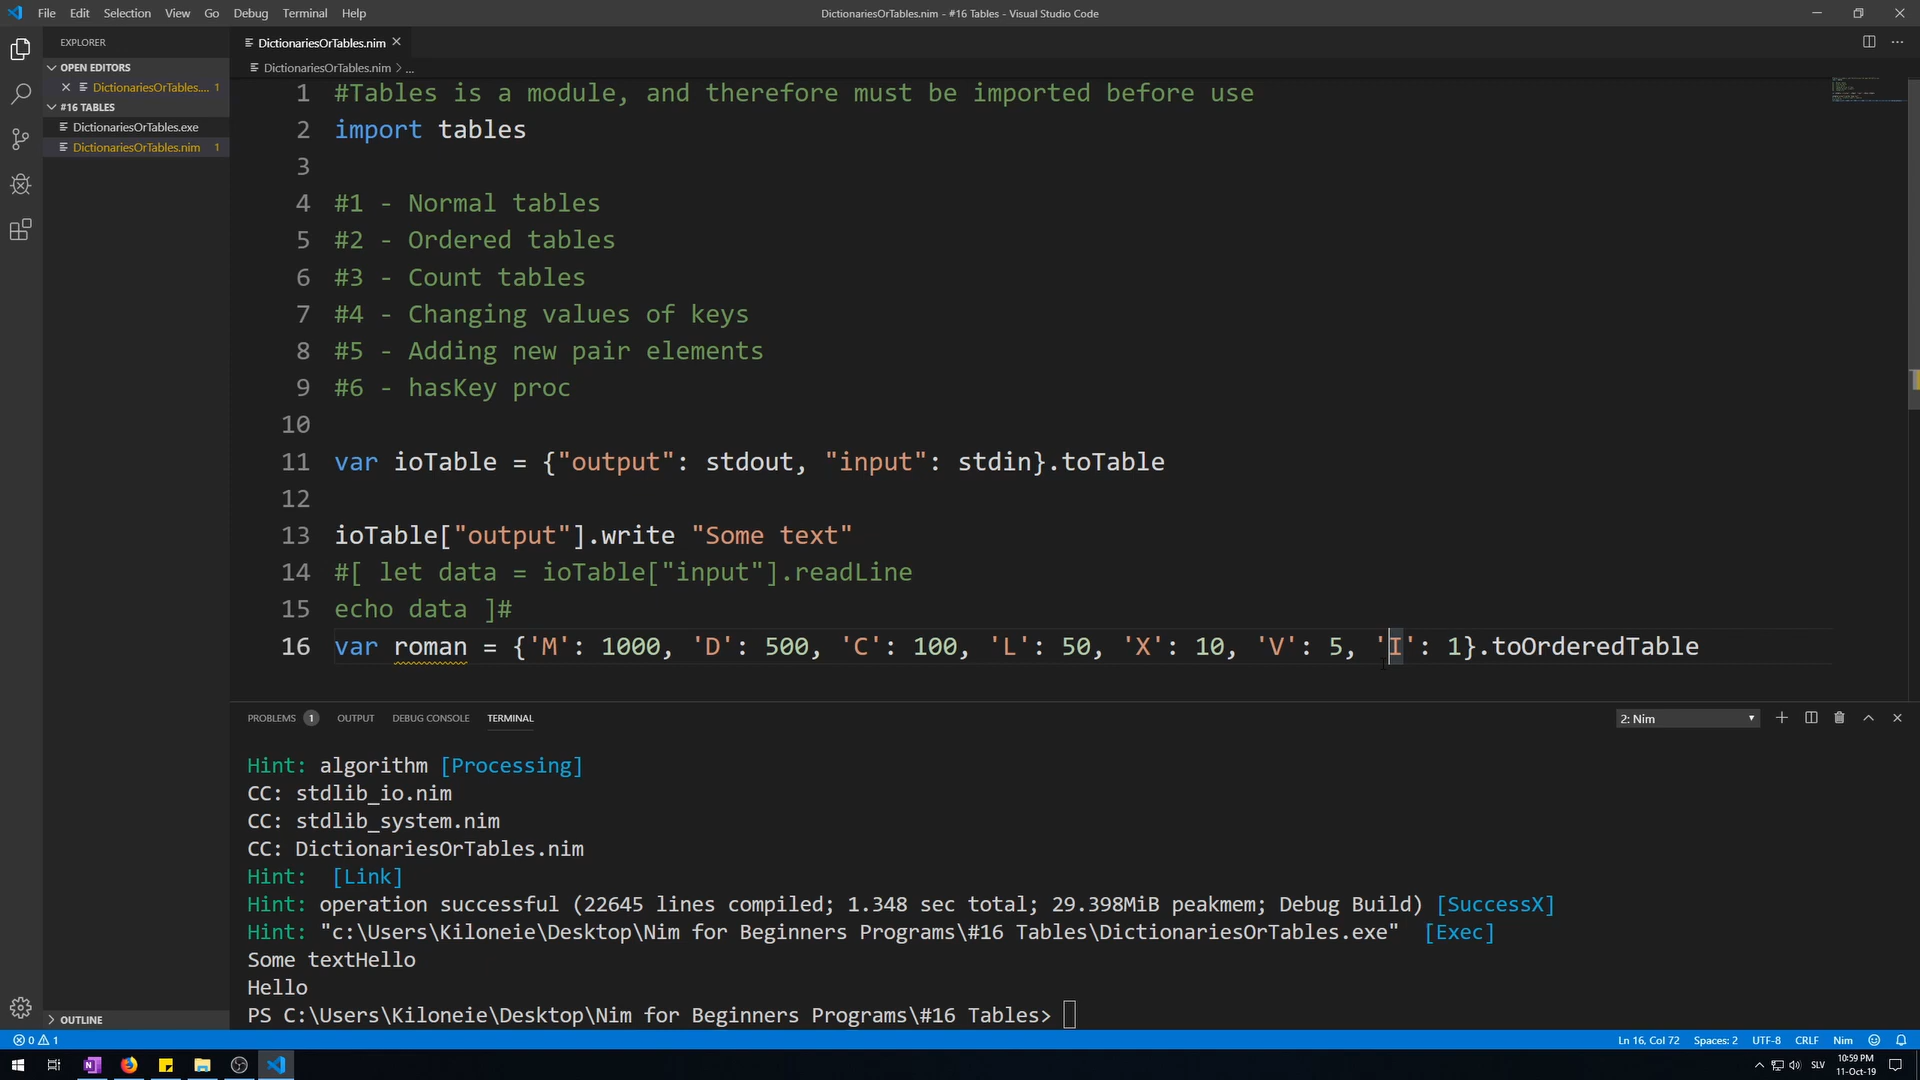 File Edit Selection View Go Debug Terminal Help
DictionariesOrTables.nim - #16 Tables - Visual Studio Code
EXPLORER
OPEN EDITORS
DictionariesOrTables.... 1
#16 TABLES
DictionariesOrTables.exe
DictionariesOrTables.nim 1
OUTLINE
DictionariesOrTables.nim
DictionariesOrTables.nim > ...
1 #Tables is a module, and therefore must be imported before use
2 import tables
3
4 #1 - Normal tables
5 #2 - Ordered tables
6 #3 - Count tables
7 #4 - Changing values of keys
8 #5 - Adding new pair elements
9 #6 - hasKey proc
10
11 var ioTable = {"output": stdout, "input": stdin}.toTable
12
13 ioTable["output"].write "Some text"
14 #[ let data = ioTable["input"].readLine
15 echo data ]#
16 var roman = {'M': 1000, 'D': 500, 'C': 100, 'L': 50, 'X': 10, 'V': 5, 'I': 1}.toOrderedTable
PROBLEMS 1 OUTPUT DEBUG CONSOLE TERMINAL
2: Nim
Hint: algorithm [Processing]
CC: stdlib_io.nim
CC: stdlib_system.nim
CC: DictionariesOrTables.nim
Hint:  [Link]
Hint: operation successful (22645 lines compiled; 1.348 sec total; 29.398MiB peakmem; Debug Build) [SuccessX]
Hint: "c:\Users\Kiloneie\Desktop\Nim for Beginners Programs\#16 Tables\DictionariesOrTables.exe"  [Exec]
Some textHello
Hello
PS C:\Users\Kiloneie\Desktop\Nim for Beginners Programs\#16 Tables>
0 1
Ln 16, Col 72 Spaces: 2 UTF-8 CRLF Nim
SLV
10:59 PM
11-Oct-19